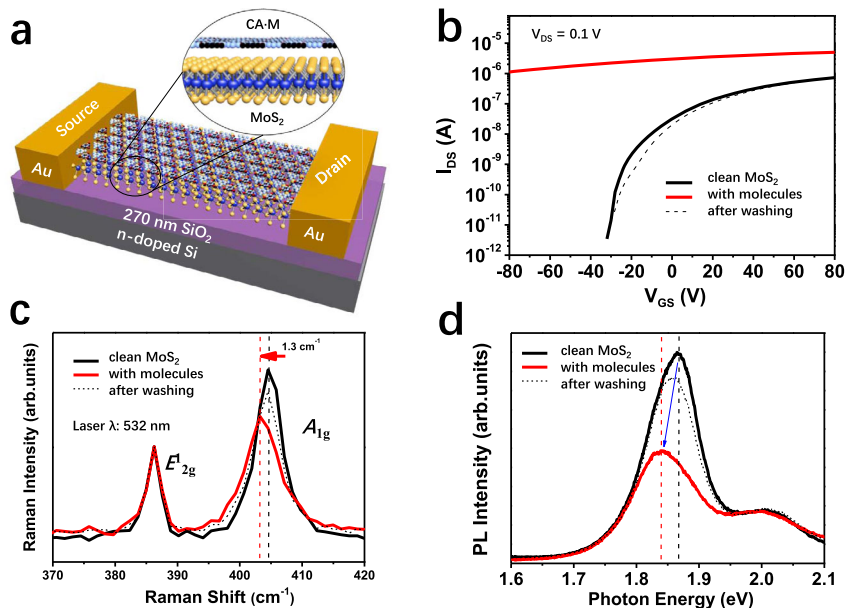 a
CA·M
MoS₂
Source
Drain
Au
Au
270 nm SiO₂
n-doped Si
b
V_DS = 0.1 V
10⁻⁵
10⁻⁶
10⁻⁷
10⁻⁸
10⁻⁹
10⁻¹⁰
10⁻¹¹
10⁻¹²
I_DS (A)
clean MoS₂
with molecules
after washing
-80 -60 -40 -20 0 20 40 60 80
V_GS (V)
c
1.3 cm⁻¹
clean MoS₂
with molecules
after washing
Laser λ: 532 nm
A₁g
E¹₂g
Raman Intensity (arb.units)
370 380 390 400 410 420
Raman Shift (cm⁻¹)
d
clean MoS₂
with molecules
after washing
PL Intensity (arb.units)
1.6 1.7 1.8 1.9 2.0 2.1
Photon Energy (eV)